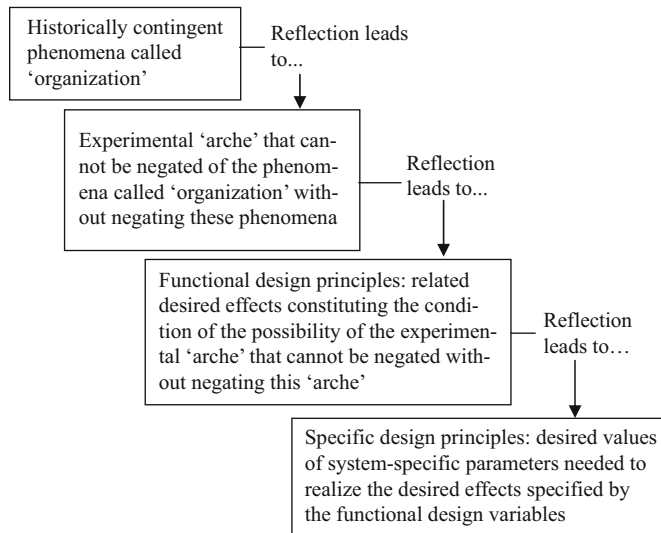 Historically contingent
phenomena called
‘organization’
Reflection leads
to...
Experimental ‘arche’ that can-
not be negated of the phenom-
ena called ‘organization’ with-
out negating these phenomena
Reflection
leads to...
Functional design principles: related
desired effects constituting the condi-
tion of the possibility of the experimen-
tal ‘arche’ that cannot be negated with-
out negating this ‘arche’
Reflection
leads to…
Specific design principles: desired values
of system-specific parameters needed to
realize the desired effects specified by
the functional design variables